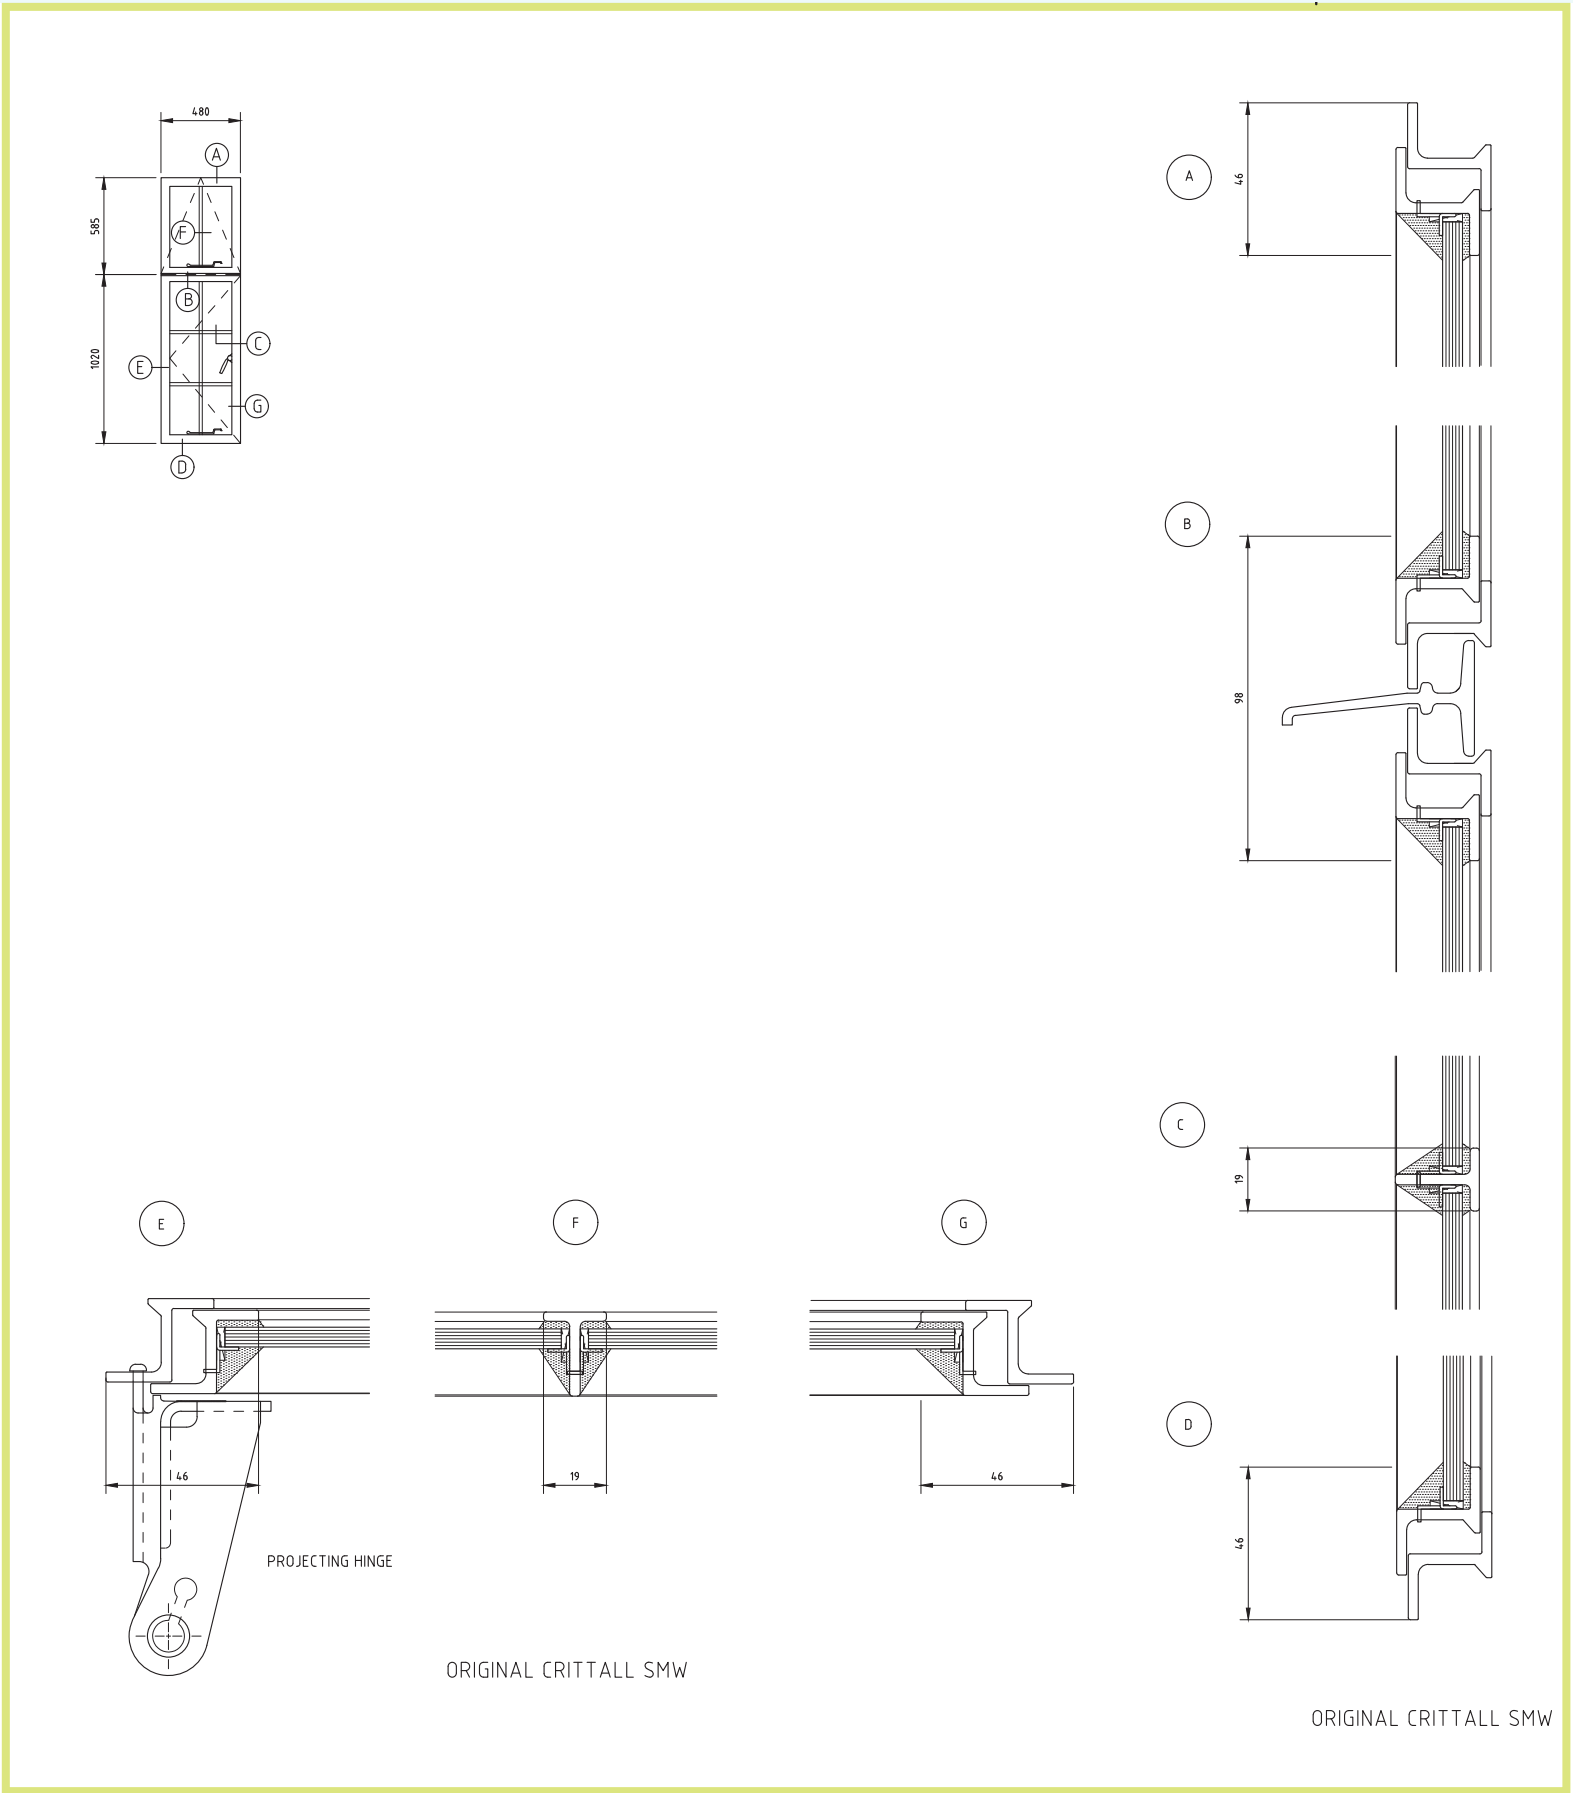 480
A
585
F
B
1020
C
E
G
D
A
46
B
98
C
19
E
F
G
D
46
19
46
46
PROJECTING HINGE
ORIGINAL CRITTALL SMW
ORIGINAL CRITTALL SMW